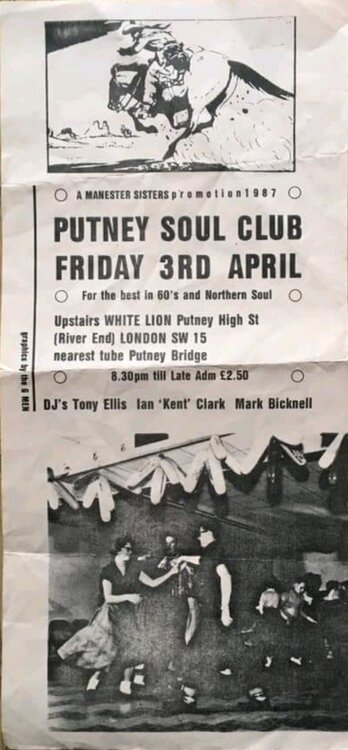 A MANESTER SISTERS promotion 1987
PUTNEY SOUL CLUB
FRIDAY 3RD APRIL
For the best in 60's and Northern Soul
Upstairs WHITE LION Putney High St
(River End) LONDON SW 15
nearest tube Putney Bridge
8.30pm till Late Adm £2.50
DJ's Tony Ellis Ian 'Kent' Clark Mark Bicknell
graphics by the G MEN